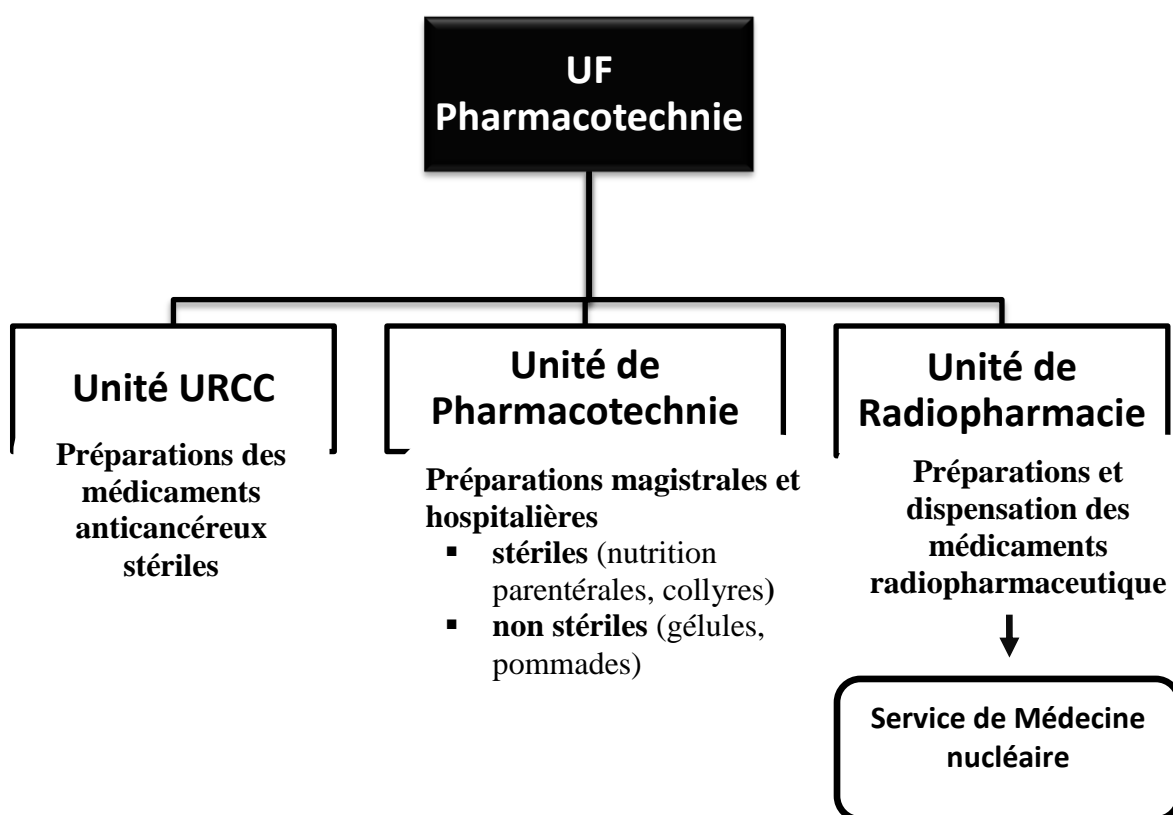 UF
Pharmacotechnie
Unité URCC
Préparations des
médicaments
anticancéreux
stériles
Unité de
Pharmacotechnie
Préparations magistrales et
hospitalières
▪ stériles (nutrition
parentérales, collyres)
▪ non stériles (gélules,
pommades)
Unité de
Radiopharmacie
Préparations et
dispensation des
médicaments
radiopharmaceutique
Service de Médecine
nucléaire